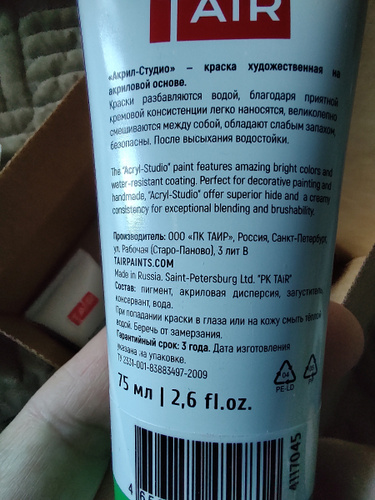 TAIR
«Акрил-Студио» – краска художественная на
акриловой основе.
Краски разбавляются водой, благодаря приятной
кремовой консистенции легко наносятся, великолепно
смешиваются между собой, обладают слабым запахом,
безопасны. После высыхания водостойки.
The "Acryl-Studio" paint features amazing bright colors and
water-resistant coating. Perfect for decorative painting and
handmade, "Acryl-Studio" offer superior hide and a creamy
consistency for exceptional blending and brushability.
Производитель: ООО «ПК ТАИР», Россия, Санкт-Петербург,
ул. Рабочая (Старо-Паново), 3 лит В
TAIRPAINTS.COM
Made in Russia. Saint-Petersburg Ltd. "PK TAiR"
Состав: пигмент, акриловая дисперсия, загуститель,
консервант, вода.
При попадании краски в глаза или на кожу смыть тёплой
водой. Беречь от замерзания.
Гарантийный срок: 3 года. Дата изготовления
указана на упаковке.
ТУ 2331-001-83883497-2009
75 мл | 2,6 fl.oz.
04
PE-LD
4117045
TAIR